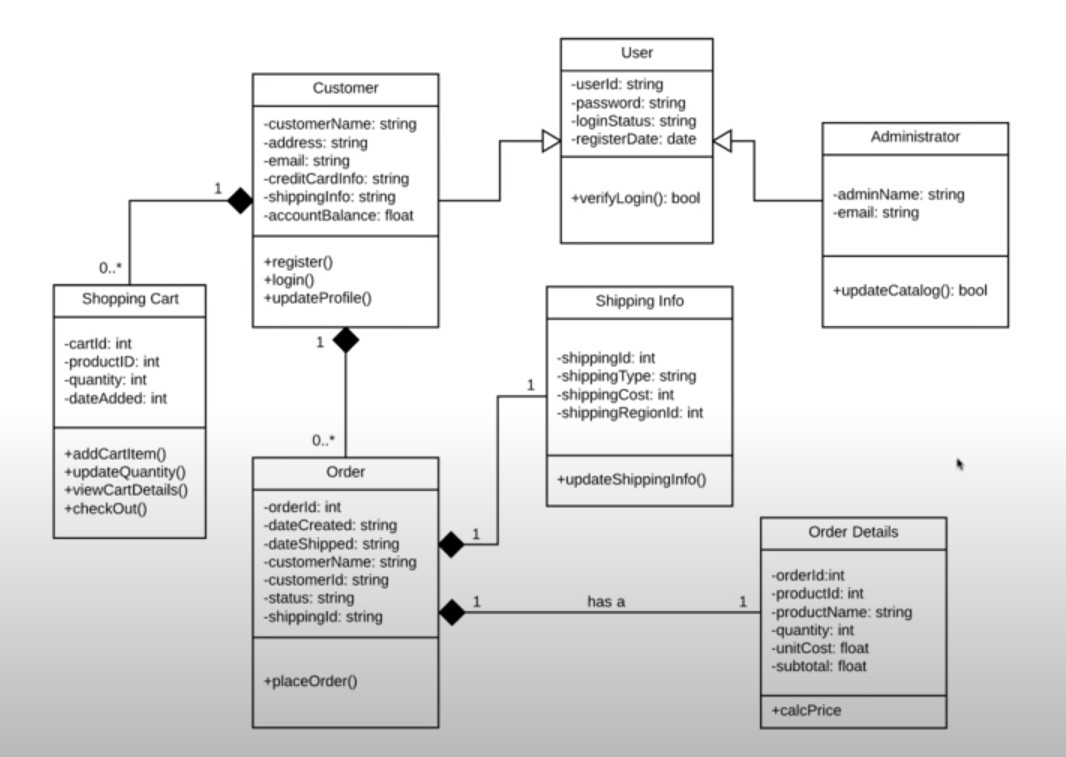 User
-userId: string
-password: string
-loginStatus: string
-registerDate: date
+verifyLogin(): bool
Customer
-customerName: string
-address: string
-email: string
-creditCardInfo: string
-shippingInfo: string
-accountBalance: float
+register()
+login()
+updateProfile()
Administrator
-adminName: string
-email: string
+updateCatalog(): bool
1
0..*
Shopping Cart
-cartId: int
-productID: int
-quantity: int
-dateAdded: int
+addCartItem()
+updateQuantity()
+viewCartDetails()
+checkOut()
1
0..*
Shipping Info
-shippingId: int
-shippingType: string
-shippingCost: int
-shippingRegionId: int
+updateShippingInfo()
1
1
Order
-orderId: int
-dateCreated: string
-dateShipped: string
-customerName: string
-customerId: string
-status: string
-shippingId: string
+placeOrder()
1 has a 1
Order Details
-orderId:int
-productId: int
-productName: string
-quantity: int
-unitCost: float
-subtotal: float
+calcPrice